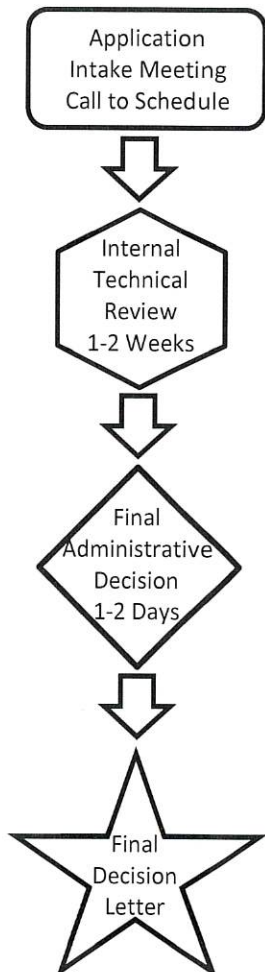 Application
Intake Meeting
Call to Schedule
Internal
Technical
Review
1-2 Weeks
Final
Administrative
Decision
1-2 Days
Final
Decision
Letter